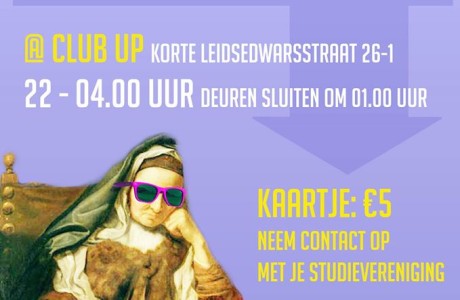 @ CLUB UP KORTE LEIDSEDWARSSTRAAT 26-1
22 - 04.00 UUR DEUREN SLUITEN OM 01.00 UUR
KAARTJE: €5
NEEM CONTACT OP
MET JE STUDIEVERENIGING